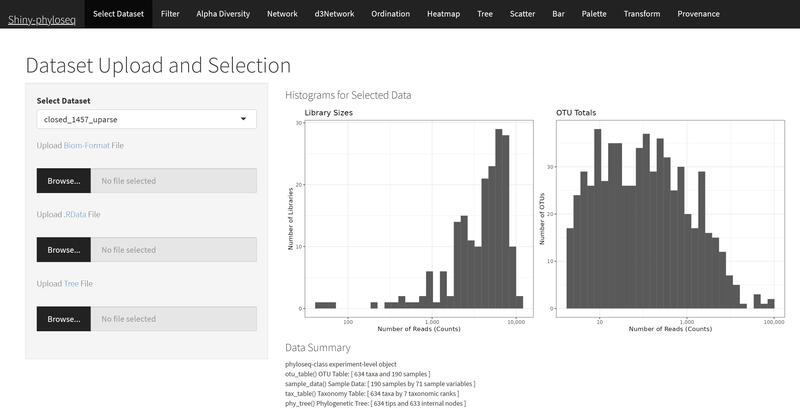 Shiny-phyloseq Select Dataset Filter Alpha Diversity Network d3Network Ordination Heatmap Tree Scatter Bar Palette Transform Provenance
Dataset Upload and Selection
Select Dataset
closed_1457_uparse
Upload Biom-Format File
Browse... No file selected
Upload .RData File
Browse... No file selected
Upload Tree File
Browse... No file selected
Histograms for Selected Data
Library Sizes
Number of Libraries
30
20
10
0
100 1,000 10,000
Number of Reads (Counts)
OTU Totals
Number of OTUs
30
20
10
0
10 1,000 100,000
Number of Reads (Counts)
Data Summary
phyloseq-class experiment-level object
otu_table() OTU Table: [ 634 taxa and 190 samples ]
sample_data() Sample Data: [ 190 samples by 71 sample variables ]
tax_table() Taxonomy Table: [ 634 taxa by 7 taxonomic ranks ]
phy_tree() Phylogenetic Tree: [ 634 tips and 633 internal nodes ]